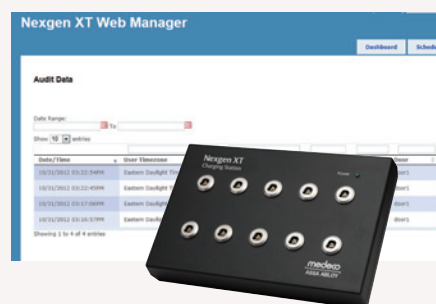 Nexgen XT Web Manager
Dashboard
Audit Data
Date Range:
To
Show 10 entries
Date/Time User Timezone
10/31/2012 03:22:54PM Eastern Daylight
10/31/2012 03:22:45PM Eastern Daylight
10/31/2012 03:17:06PM Eastern Daylight
10/31/2012 03:16:57PM Eastern Daylight
door1
door1
door1
Showing 1 to 4 of 4 entries
Nexgen XT
Charging Station
Power
medeco
ASSA ABLOY